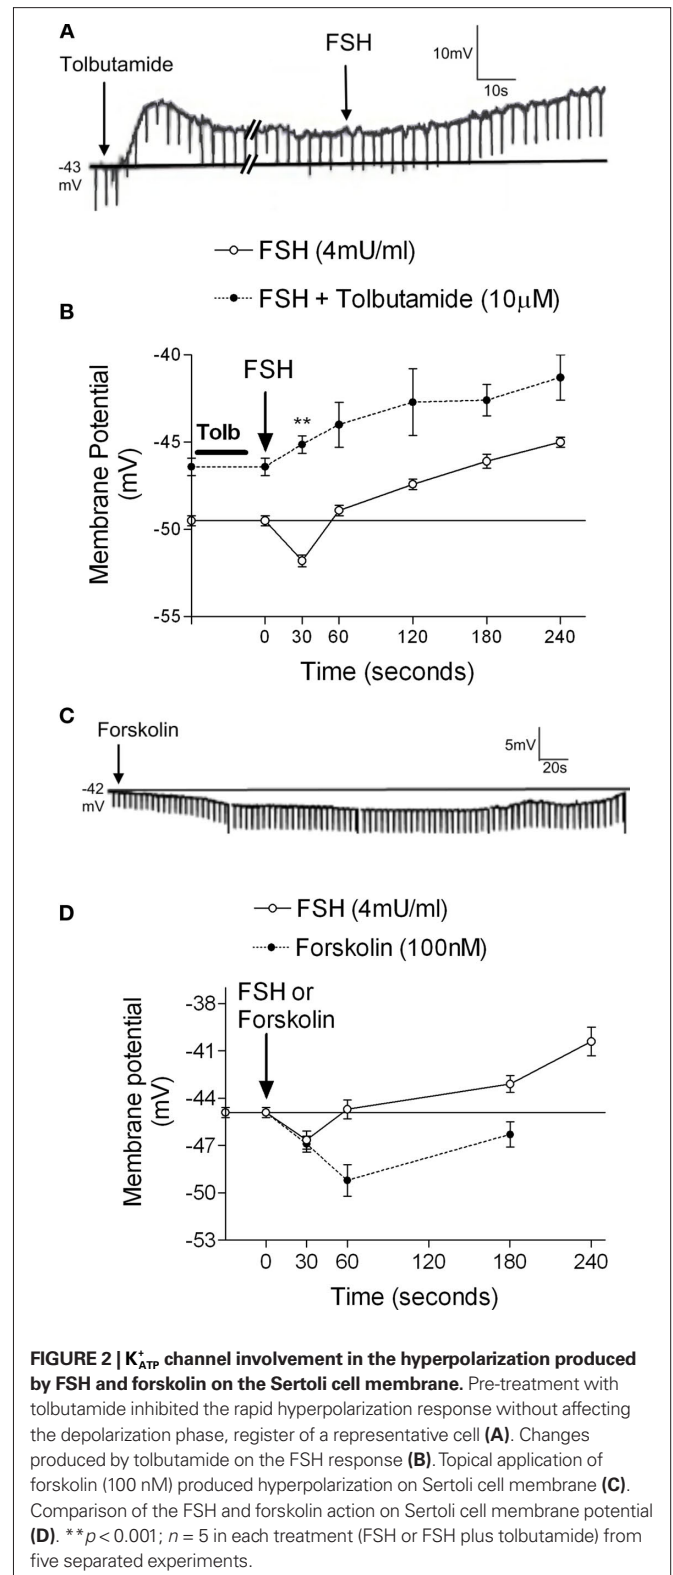 A
Tolbutamide
FSH
10mV
10s
-43
mV
FSH (4mU/ml)
FSH + Tolbutamide (10µM)
B
Membrane Potential
(mV)
-40
-45
-50
-55
FSH
**
Tolb
0 30 60 120 180 240
Time (seconds)
C
Forskolin
5mV
20s
-42
mV
D
FSH (4mU/ml)
Forskolin (100nM)
Membrane potential
(mV)
-38
-41
-44
-47
-50
-53
FSH or
Forskolin
0 30 60 120 180 240
Time (seconds)
FIGURE 2 | K⁺ATP channel involvement in the hyperpolarization produced
by FSH and forskolin on the Sertoli cell membrane. Pre-treatment with
tolbutamide inhibited the rapid hyperpolarization response without affecting
the depolarization phase, register of a representative cell (A). Changes
produced by tolbutamide on the FSH response (B). Topical application of
forskolin (100 nM) produced hyperpolarization on Sertoli cell membrane (C).
Comparison of the FSH and forskolin action on Sertoli cell membrane potential
(D). **p < 0.001; n = 5 in each treatment (FSH or FSH plus tolbutamide) from
five separated experiments.